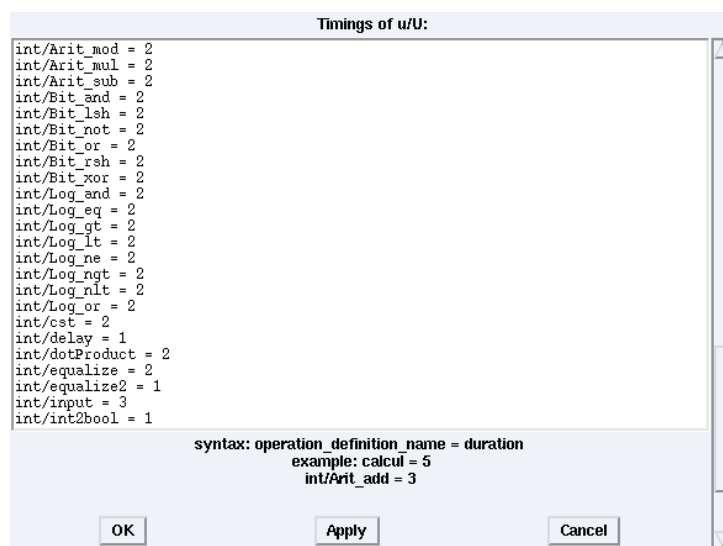 Timings of u/U:
int/Arit_mod = 2
int/Arit_mul = 2
int/Arit_sub = 2
int/Bit_and = 2
int/Bit_lsh = 2
int/Bit_not = 2
int/Bit_or = 2
int/Bit_rsh = 2
int/Bit_xor = 2
int/Log_and = 2
int/Log_eq = 2
int/Log_gt = 2
int/Log_lt = 2
int/Log_ne = 2
int/Log_ngt = 2
int/Log_nlt = 2
int/Log_or = 2
int/cst = 2
int/delay = 1
int/dotProduct = 2
int/equalize = 2
int/equalize2 = 1
int/input = 3
int/int2bool = 1
syntax: operation_definition_name = duration
example: calcul = 5
int/Arit_add = 3
OK Apply Cancel